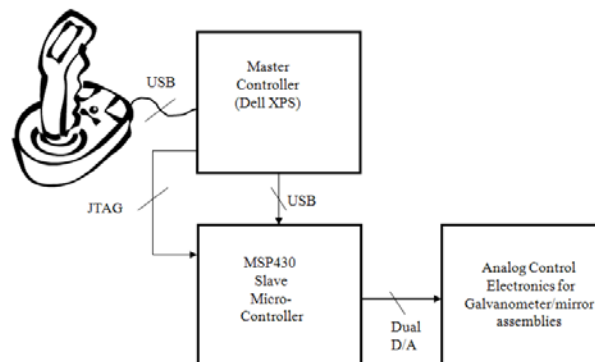 USB
Master
Controller
(Dell XPS)
JTAG
USB
MSP430
Slave
Micro-
Controller
Dual
D/A
Analog Control
Electronics for
Galvanometer/mirror
assemblies